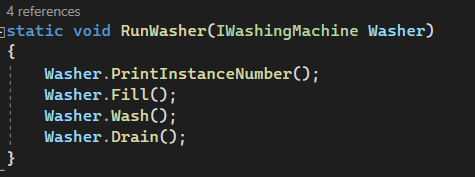 4 references
static void RunWasher(IWashingMachine Washer)
{
    Washer.PrintInstanceNumber();
    Washer.Fill();
    Washer.Wash();
    Washer.Drain();
}